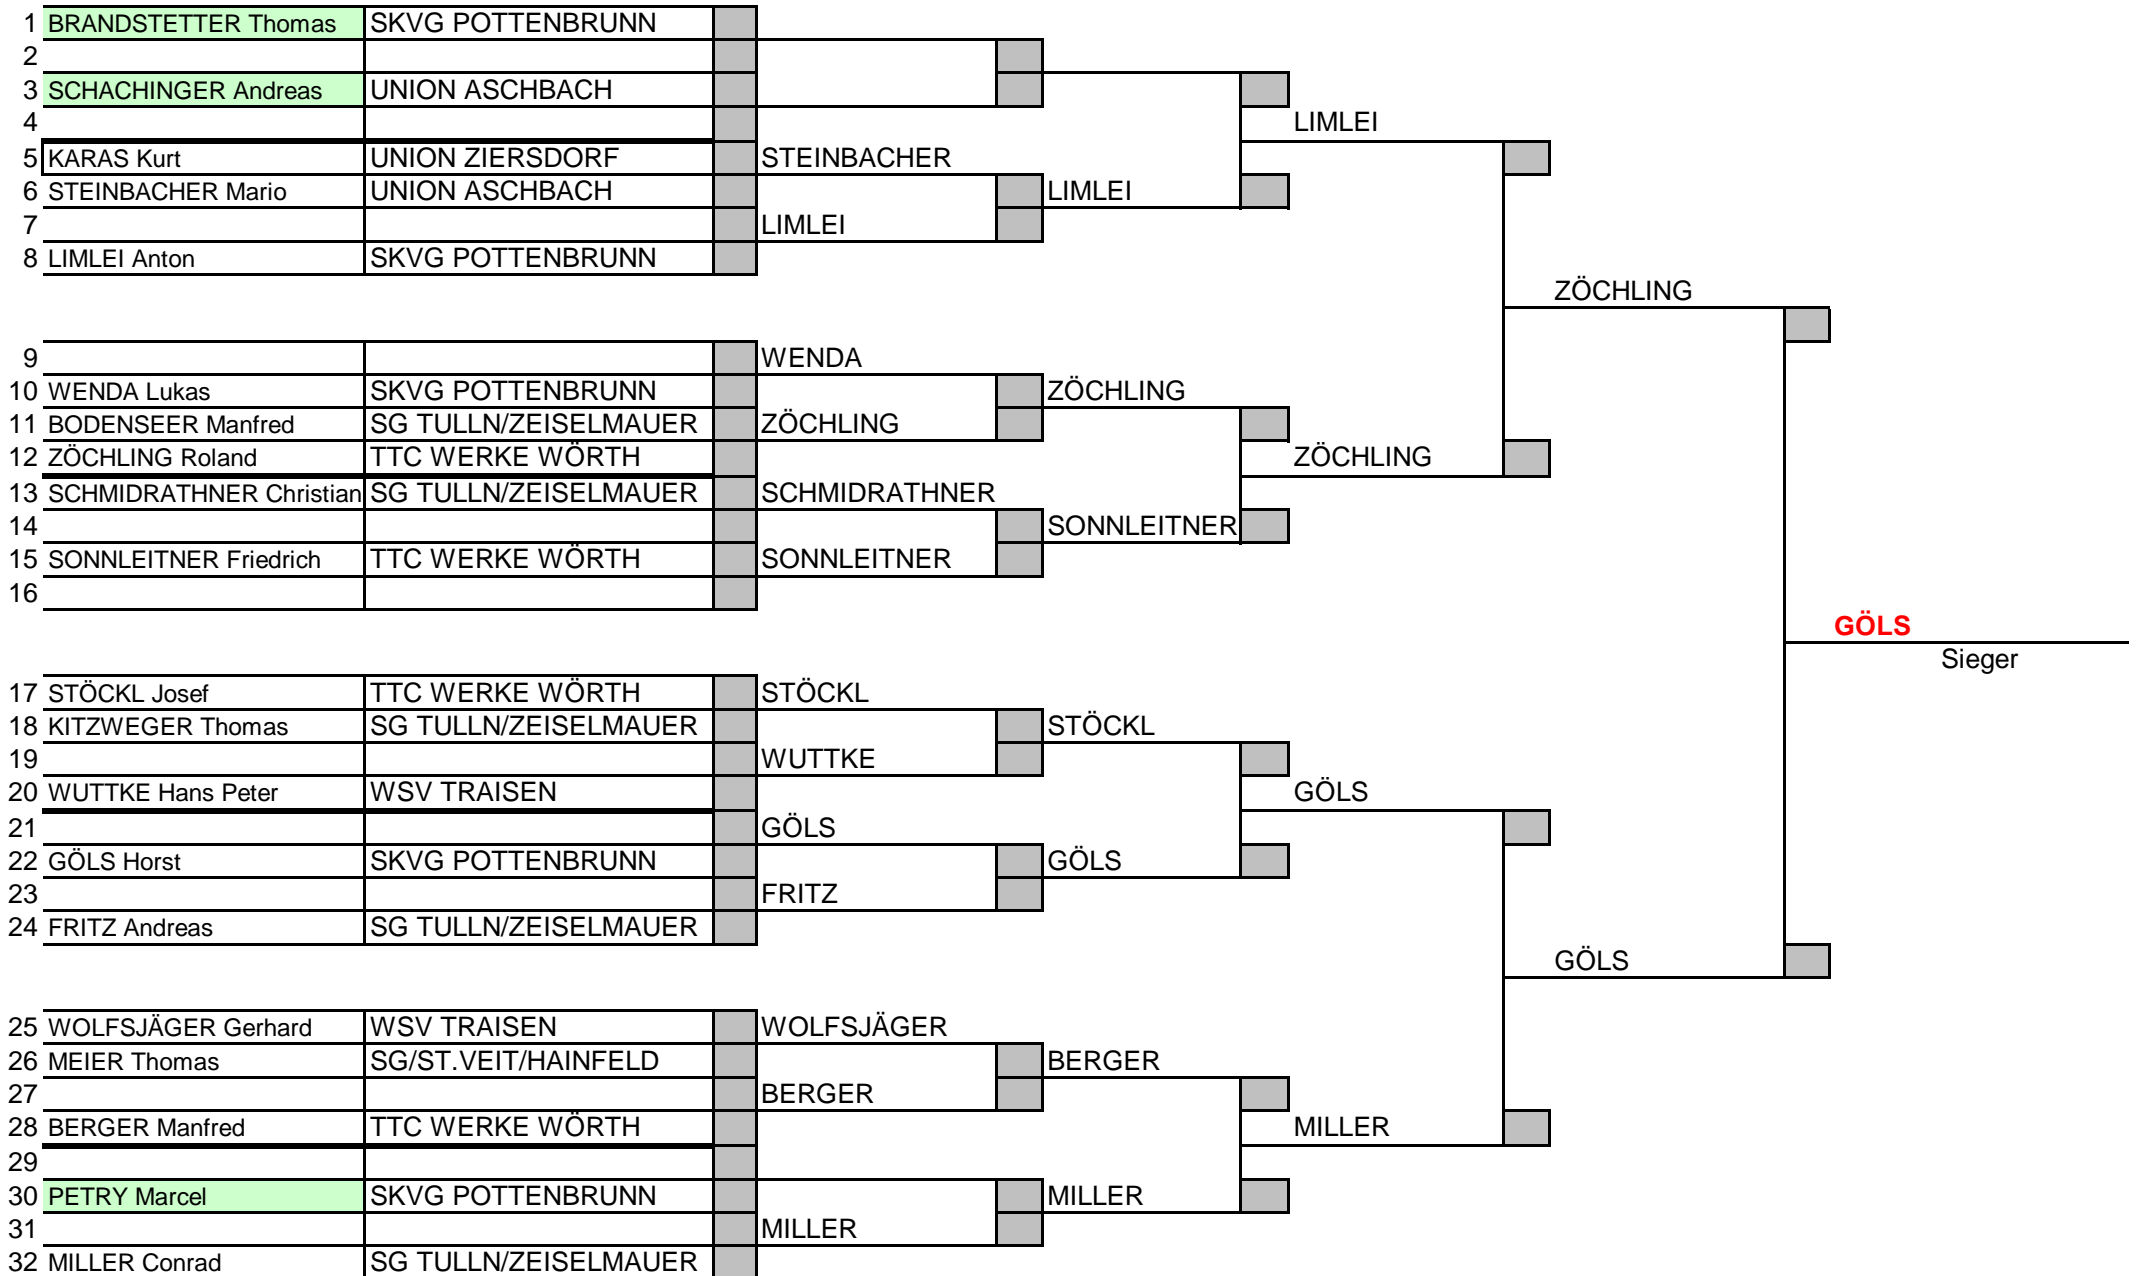 1 BRANDSTETTER Thomas SKVG POTTENBRUNN
2
3 SCHACHINGER Andreas UNION ASCHBACH
4 LIMLEI
5 KARAS Kurt UNION ZIERSDORF STEINBACHER
6 STEINBACHER Mario UNION ASCHBACH LIMLEI
7 LIMLEI
8 LIMLEI Anton SKVG POTTENBRUNN
ZÖCHLING
9 WENDA
10 WENDA Lukas SKVG POTTENBRUNN ZÖCHLING
11 BODENSEER Manfred SG TULLN/ZEISELMAUER ZÖCHLING
12 ZÖCHLING Roland TTC WERKE WÖRTH ZÖCHLING
13 SCHMIDRATHNER Christian SG TULLN/ZEISELMAUER SCHMIDRATHNER
14 SONNLEITNER
15 SONNLEITNER Friedrich TTC WERKE WÖRTH SONNLEITNER
16
GÖLS
Sieger
17 STÖCKL Josef TTC WERKE WÖRTH STÖCKL
18 KITZWEGER Thomas SG TULLN/ZEISELMAUER STÖCKL
19 WUTTKE
20 WUTTKE Hans Peter WSV TRAISEN GÖLS
21 GÖLS
22 GÖLS Horst SKVG POTTENBRUNN GÖLS
23 FRITZ
24 FRITZ Andreas SG TULLN/ZEISELMAUER
GÖLS
25 WOLFSJÄGER Gerhard WSV TRAISEN WOLFSJÄGER
26 MEIER Thomas SG/ST.VEIT/HAINFELD BERGER
27 BERGER
28 BERGER Manfred TTC WERKE WÖRTH MILLER
29
30 PETRY Marcel SKVG POTTENBRUNN MILLER
31 MILLER
32 MILLER Conrad SG TULLN/ZEISELMAUER